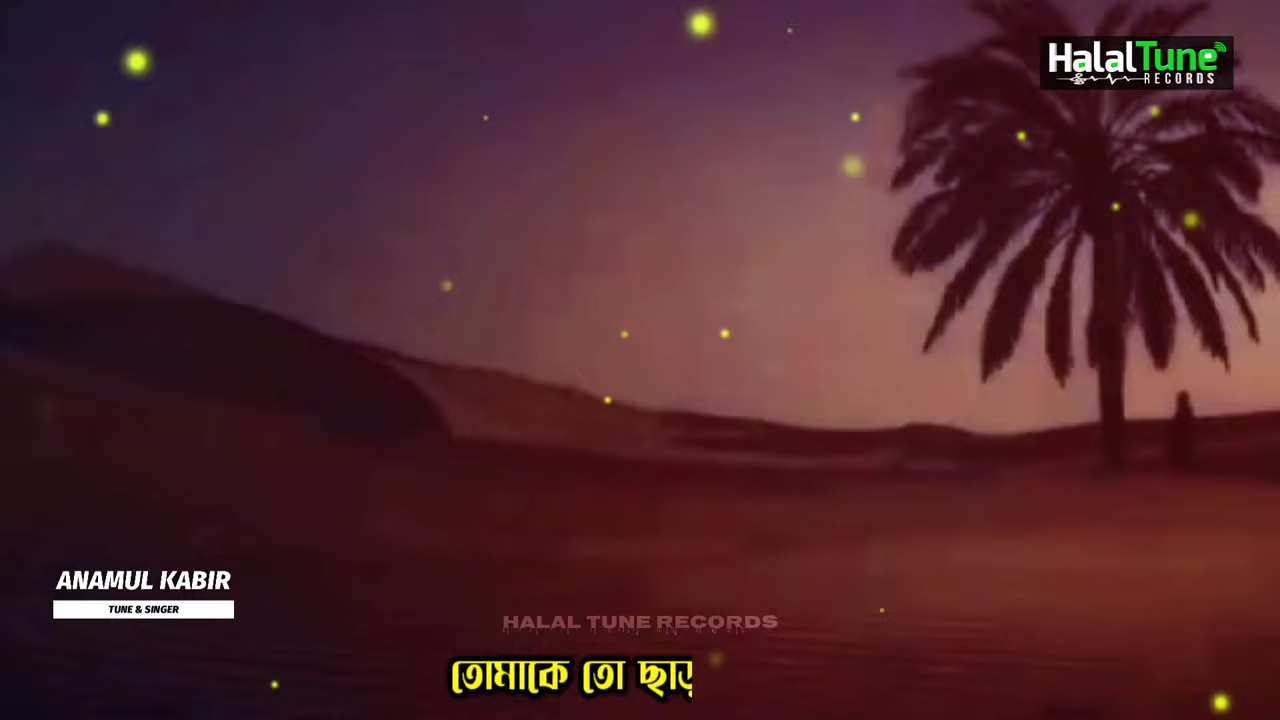 HalalTune
RECORDS
ANAMUL KABIR
TUNE & SINGER
HALAL TUNE RECORDS
তোমাকে তো